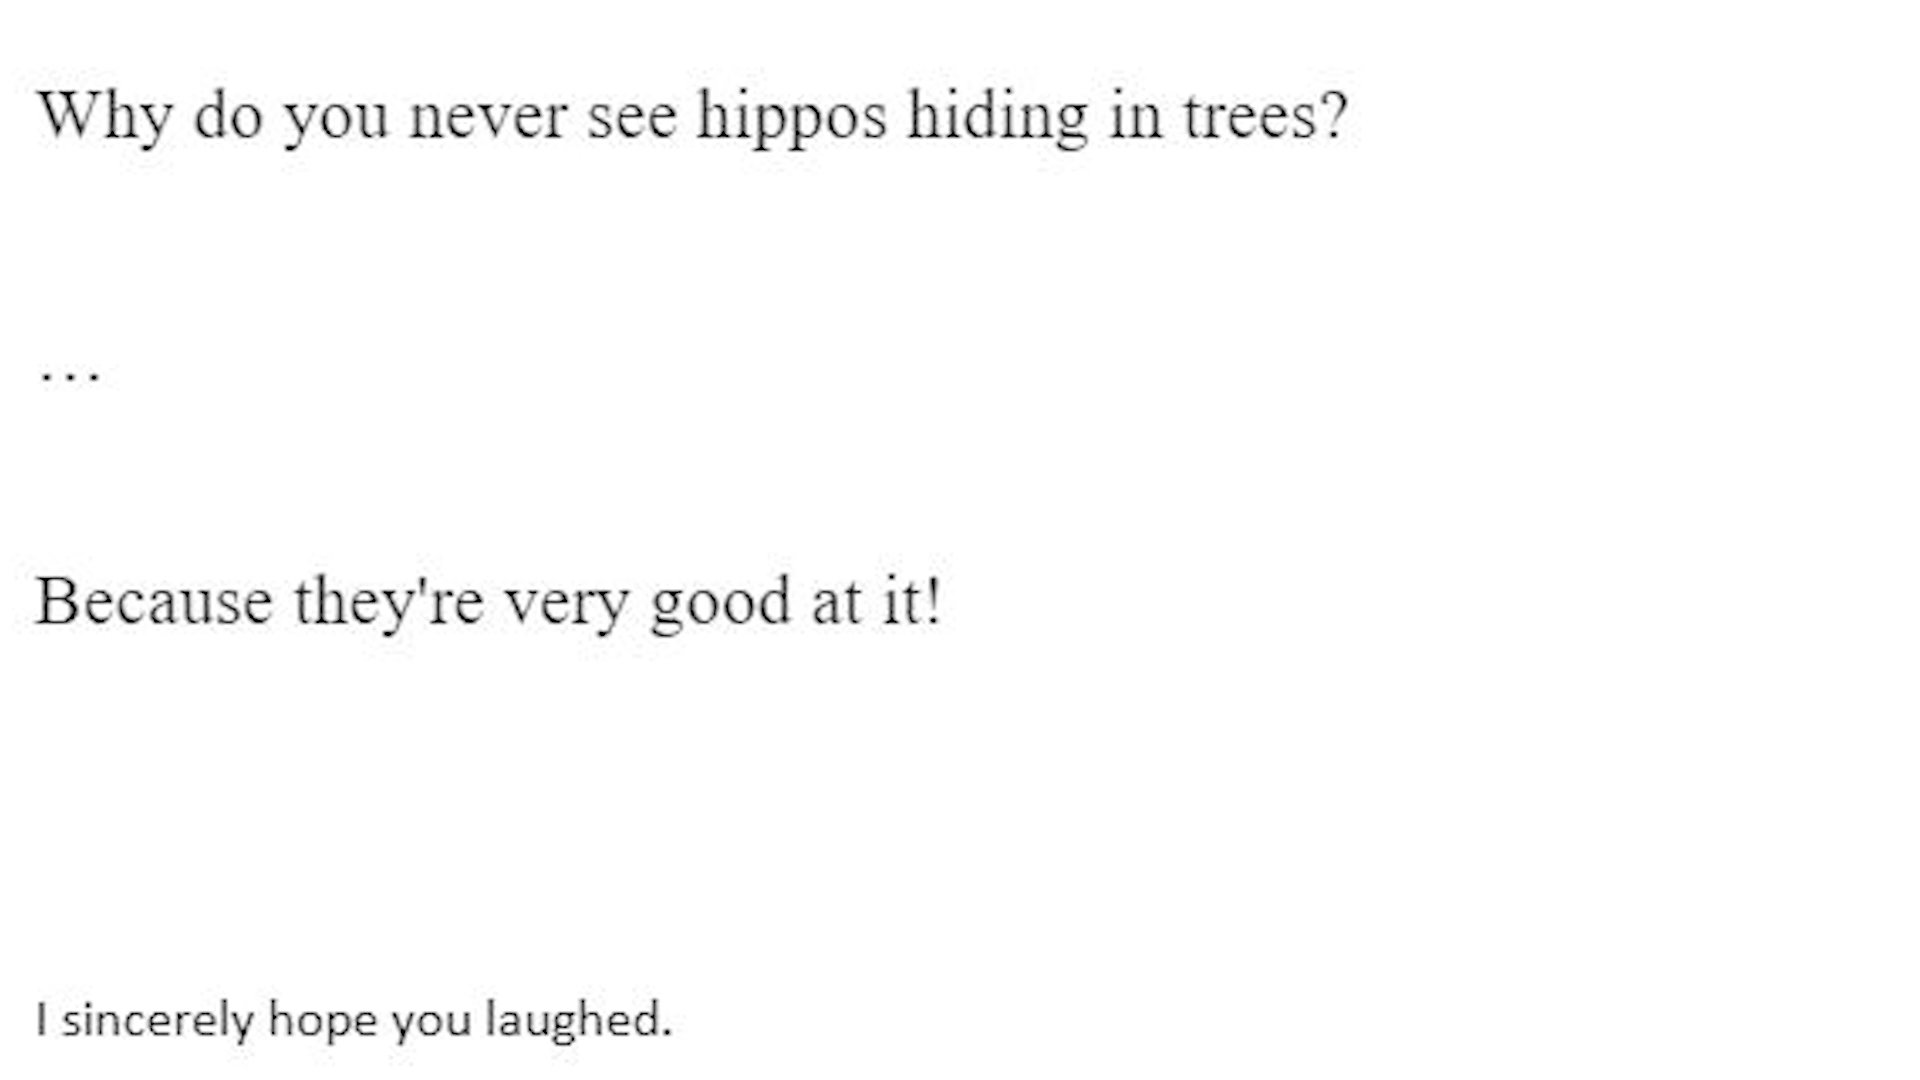 Why do you never see hippos hiding in trees?
...
Because they're very good at it!
I sincerely hope you laughed.